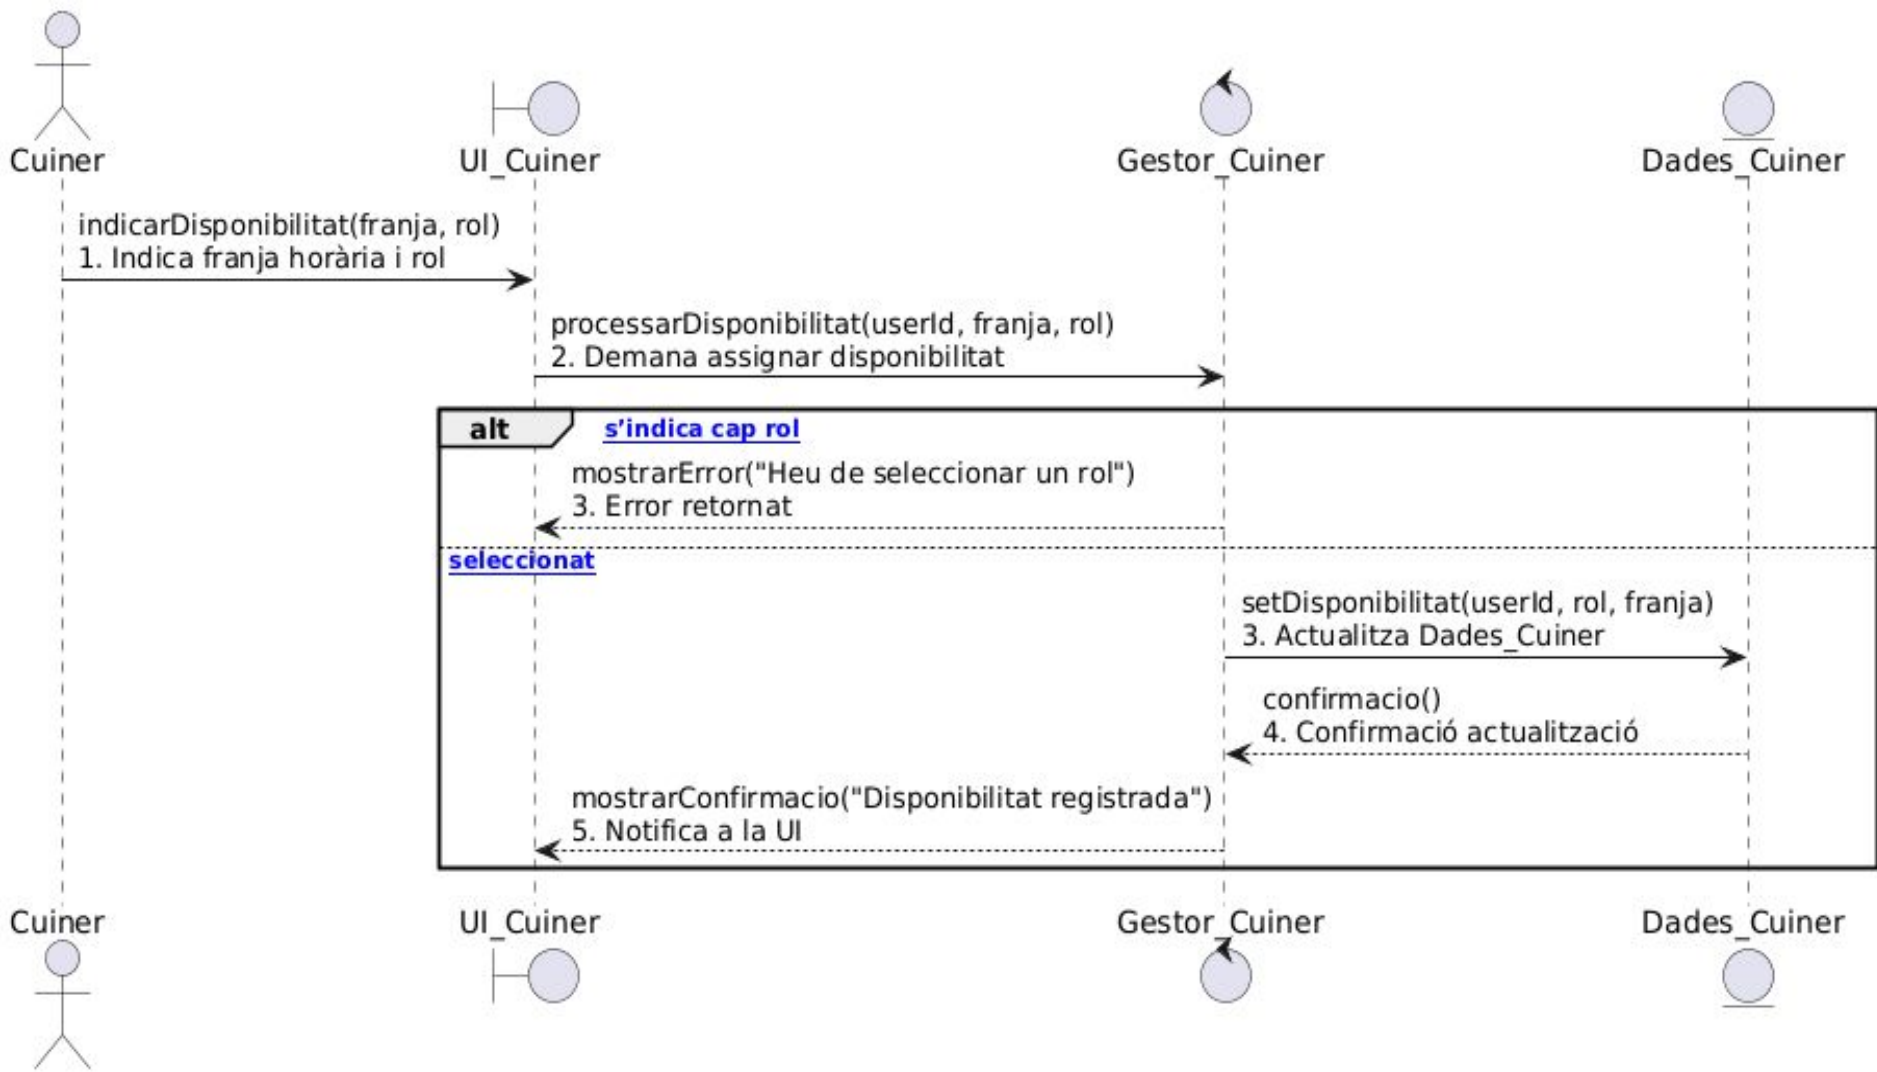 Cuiner
UI_Cuiner
Gestor_Cuiner
Dades_Cuiner
indicarDisponibilitat(franja, rol)
1. Indica franja horària i rol
processarDisponibilitat(userId, franja, rol)
2. Demana assignar disponibilitat
alt
s’indica cap rol
mostrarError("Heu de seleccionar un rol")
3. Error retornat
seleccionat
setDisponibilitat(userId, rol, franja)
3. Actualitza Dades_Cuiner
confirmacio()
4. Confirmació actualització
mostrarConfirmacio("Disponibilitat registrada")
5. Notifica a la UI
Cuiner
UI_Cuiner
Gestor_Cuiner
Dades_Cuiner